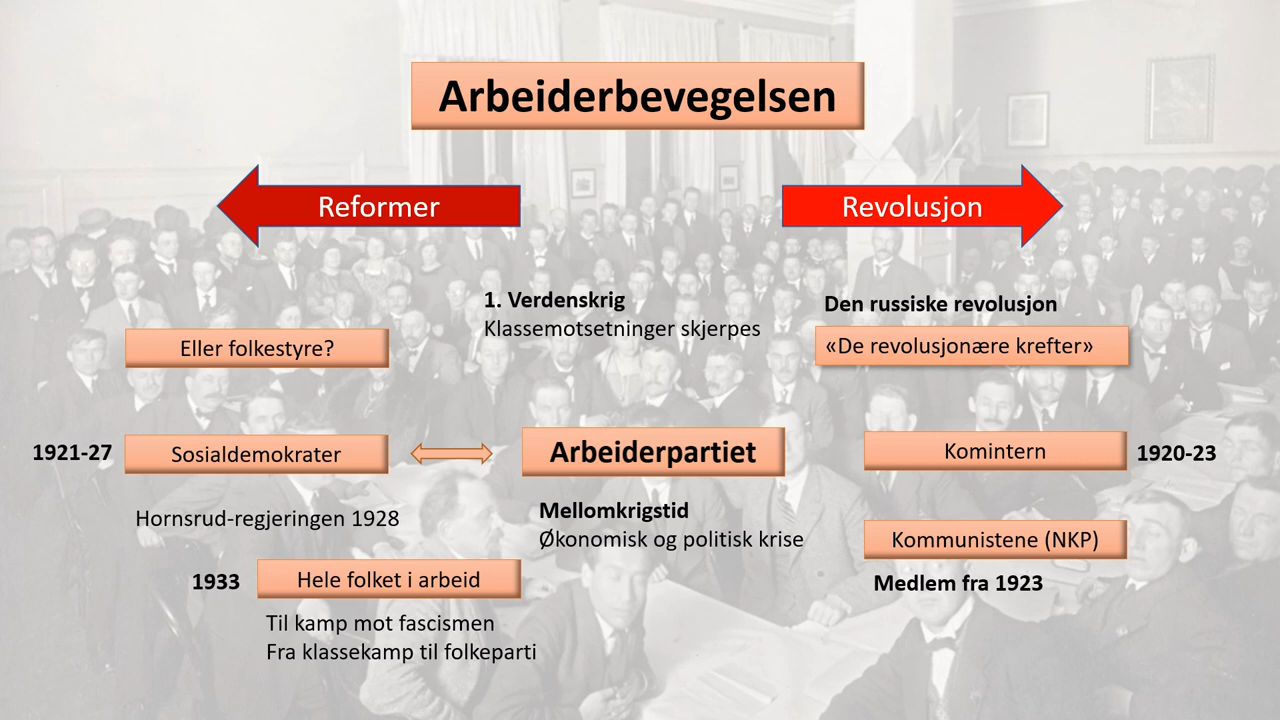 Arbeiderbevegelsen
Reformer
Revolusjon
1. Verdenskrig
Klassemotsetninger skjerpes
Den russiske revolusjon
«De revolusjonære krefter»
Eller folkestyre?
1921-27
Sosialdemokrater
Arbeiderpartiet
Komintern
1920-23
Hornsrud-regjeringen 1928
Mellomkrigstid
Økonomisk og politisk krise
Kommunistene (NKP)
Medlem fra 1923
1933
Hele folket i arbeid
Til kamp mot fascismen
Fra klassekamp til folkeparti